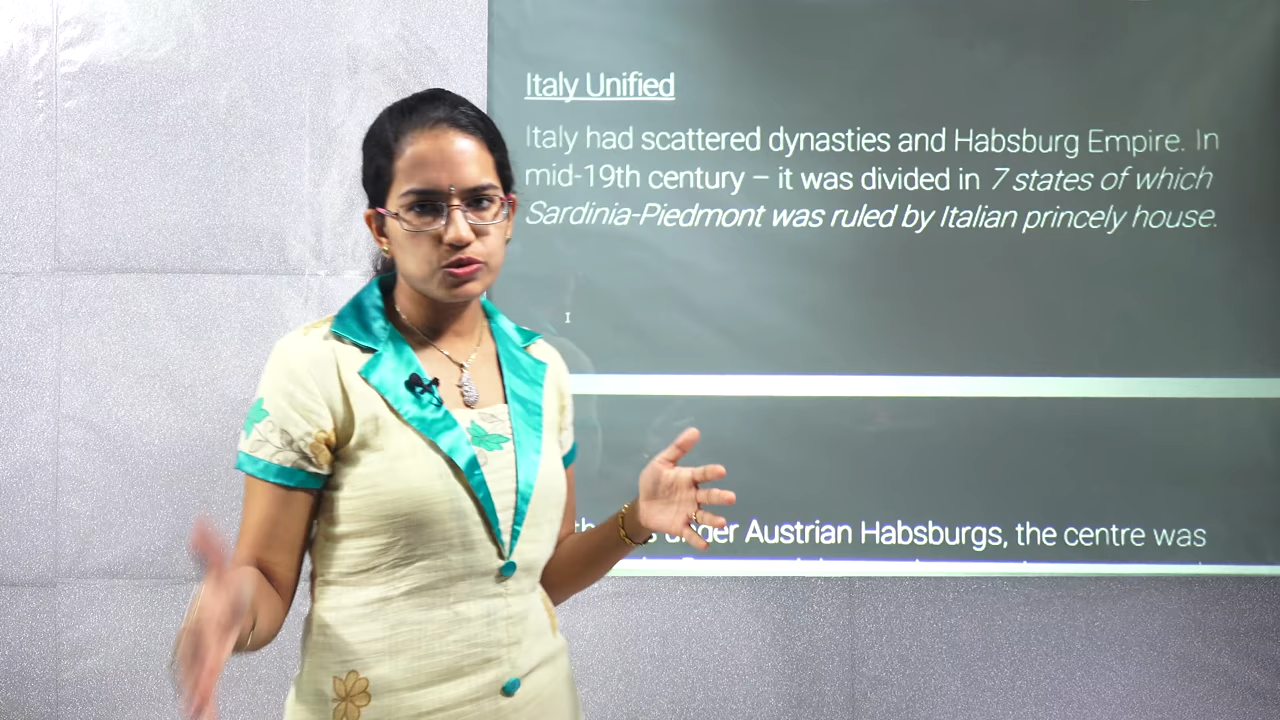 Italy Unified
Italy had scattered dynasties and Habsburg Empire. In
mid-19th century – it was divided in 7 states of which
Sardinia-Piedmont was ruled by Italian princely house.
under Austrian Habsburgs, the centre was